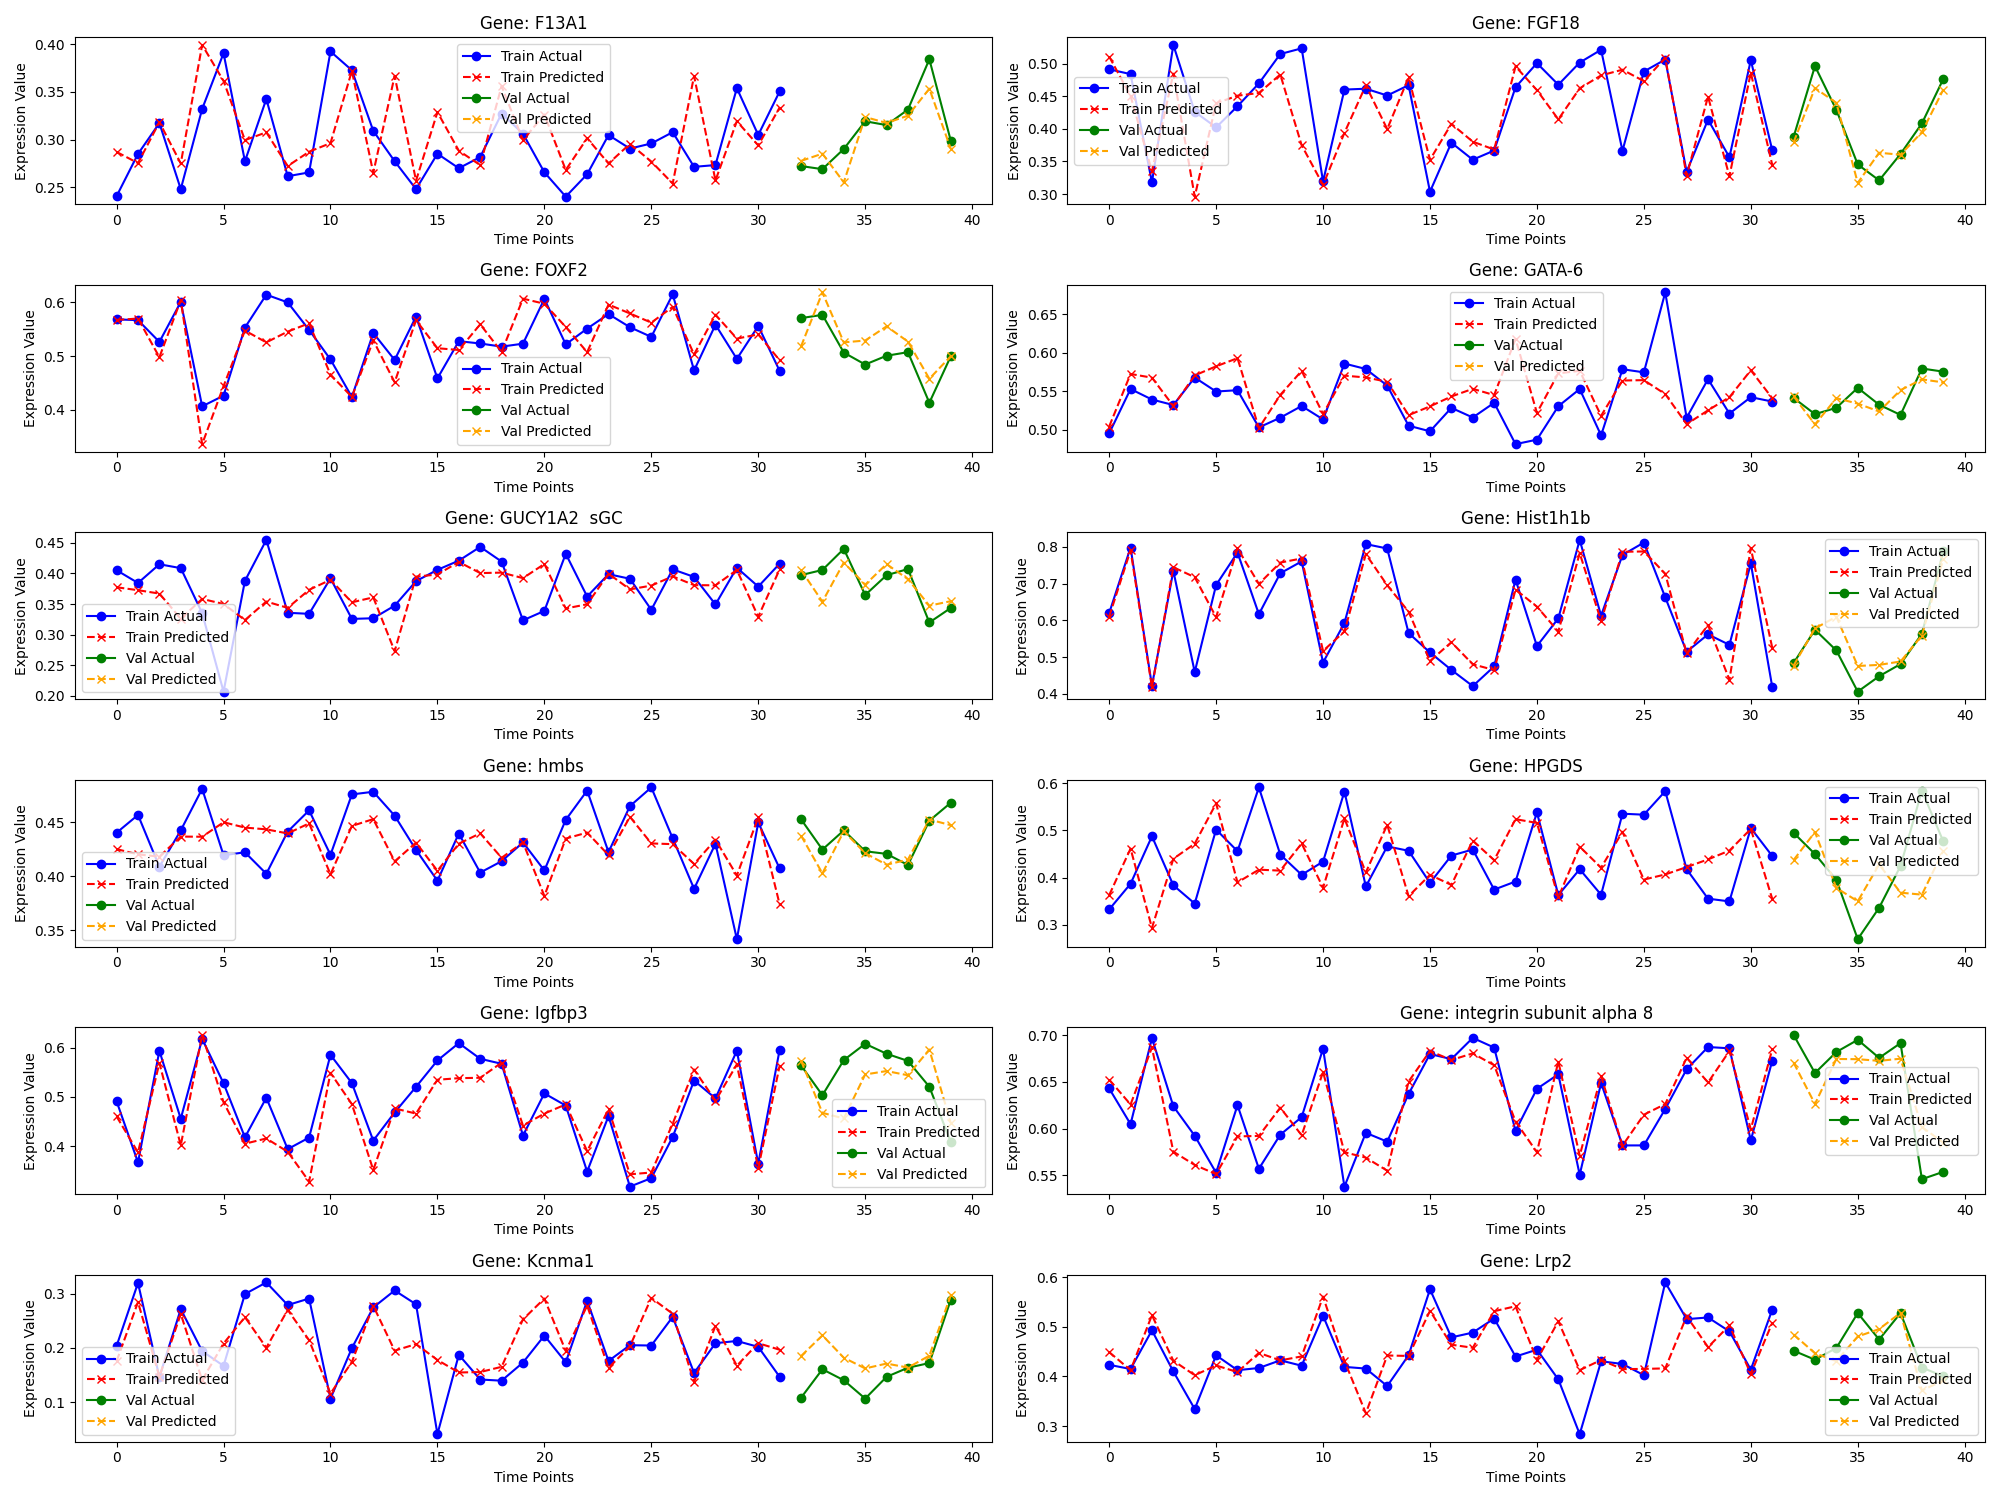 Gene: F13A1
Expression Value
0.40
0.35
0.30
0.25
Train Actual
Train Predicted
Val Actual
Val Predicted
0 5 10 15 20 25 30 35 40
Time Points
Gene: FGF18
Expression Value
0.50
0.45
0.40
0.35
0.30
Train Actual
Train Predicted
Val Actual
Val Predicted
0 5 10 15 20 25 30 35 40
Time Points
Gene: FOXF2
Expression Value
0.6
0.5
0.4
Train Actual
Train Predicted
Val Actual
Val Predicted
0 5 10 15 20 25 30 35 40
Time Points
Gene: GATA-6
Expression Value
0.65
0.60
0.55
0.50
Train Actual
Train Predicted
Val Actual
Val Predicted
0 5 10 15 20 25 30 35 40
Time Points
Gene: GUCY1A2  sGC
Expression Value
0.45
0.40
0.35
0.30
0.25
0.20
Train Actual
Train Predicted
Val Actual
Val Predicted
0 5 10 15 20 25 30 35 40
Time Points
Gene: Hist1h1b
Expression Value
0.8
0.7
0.6
0.5
0.4
Train Actual
Train Predicted
Val Actual
Val Predicted
0 5 10 15 20 25 30 35 40
Time Points
Gene: hmbs
Expression Value
0.45
0.40
0.35
Train Actual
Train Predicted
Val Actual
Val Predicted
0 5 10 15 20 25 30 35 40
Time Points
Gene: HPGDS
Expression Value
0.6
0.5
0.4
0.3
Train Actual
Train Predicted
Val Actual
Val Predicted
0 5 10 15 20 25 30 35 40
Time Points
Gene: Igfbp3
Expression Value
0.6
0.5
0.4
Train Actual
Train Predicted
Val Actual
Val Predicted
0 5 10 15 20 25 30 35 40
Time Points
Gene: integrin subunit alpha 8
Expression Value
0.70
0.65
0.60
0.55
Train Actual
Train Predicted
Val Actual
Val Predicted
0 5 10 15 20 25 30 35 40
Time Points
Gene: Kcnma1
Expression Value
0.3
0.2
0.1
Train Actual
Train Predicted
Val Actual
Val Predicted
0 5 10 15 20 25 30 35 40
Time Points
Gene: Lrp2
Expression Value
0.6
0.5
0.4
0.3
Train Actual
Train Predicted
Val Actual
Val Predicted
0 5 10 15 20 25 30 35 40
Time Points